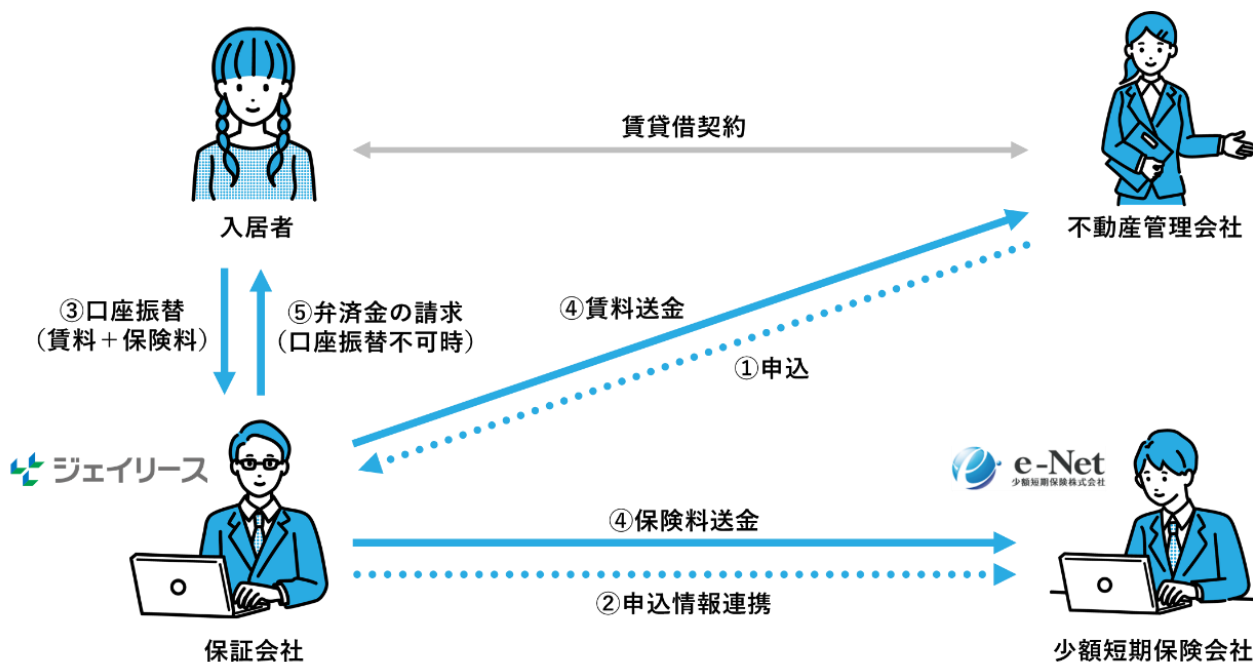 賃貸借契約
入居者
不動産管理会社
③口座振替
（賃料＋保険料）
⑤弁済金の請求
（口座振替不可時）
④賃料送金
①申込
ジェイリース
e-Net
少額短期保険株式会社
④保険料送金
②申込情報連携
保証会社
少額短期保険会社